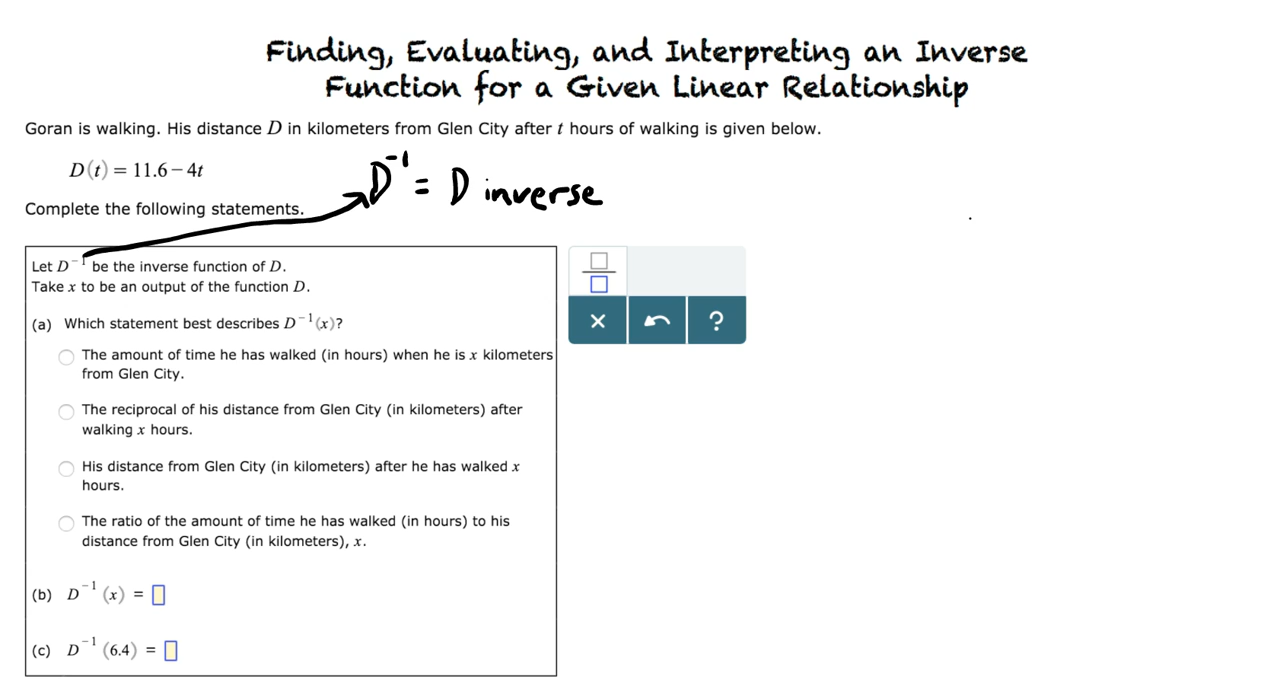 Finding, Evaluating, and Interpreting an Inverse
Function for a Given Linear Relationship
Goran is walking. His distance D in kilometers from Glen City after t hours of walking is given below.
D(t) = 11.6 − 4t
D⁻¹ = D inverse
Complete the following statements.
Let D⁻¹ be the inverse function of D.
Take x to be an output of the function D.
(a) Which statement best describes D⁻¹(x)?
The amount of time he has walked (in hours) when he is x kilometers
from Glen City.
The reciprocal of his distance from Glen City (in kilometers) after
walking x hours.
His distance from Glen City (in kilometers) after he has walked x
hours.
The ratio of the amount of time he has walked (in hours) to his
distance from Glen City (in kilometers), x.
(b) D⁻¹(x) =
(c) D⁻¹(6.4) =
× ?